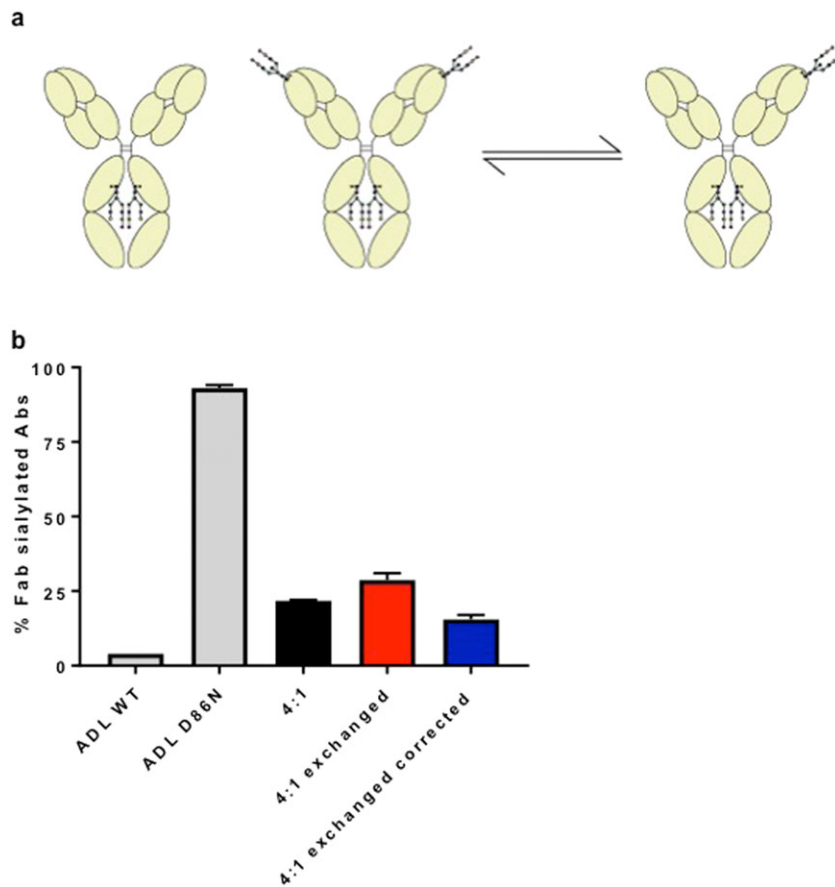 a
b
% Fab sialylated Abs
100
75
50
25
0
ADL WT
ADL D86N
4:1
4:1 exchanged
4:1 exchanged corrected